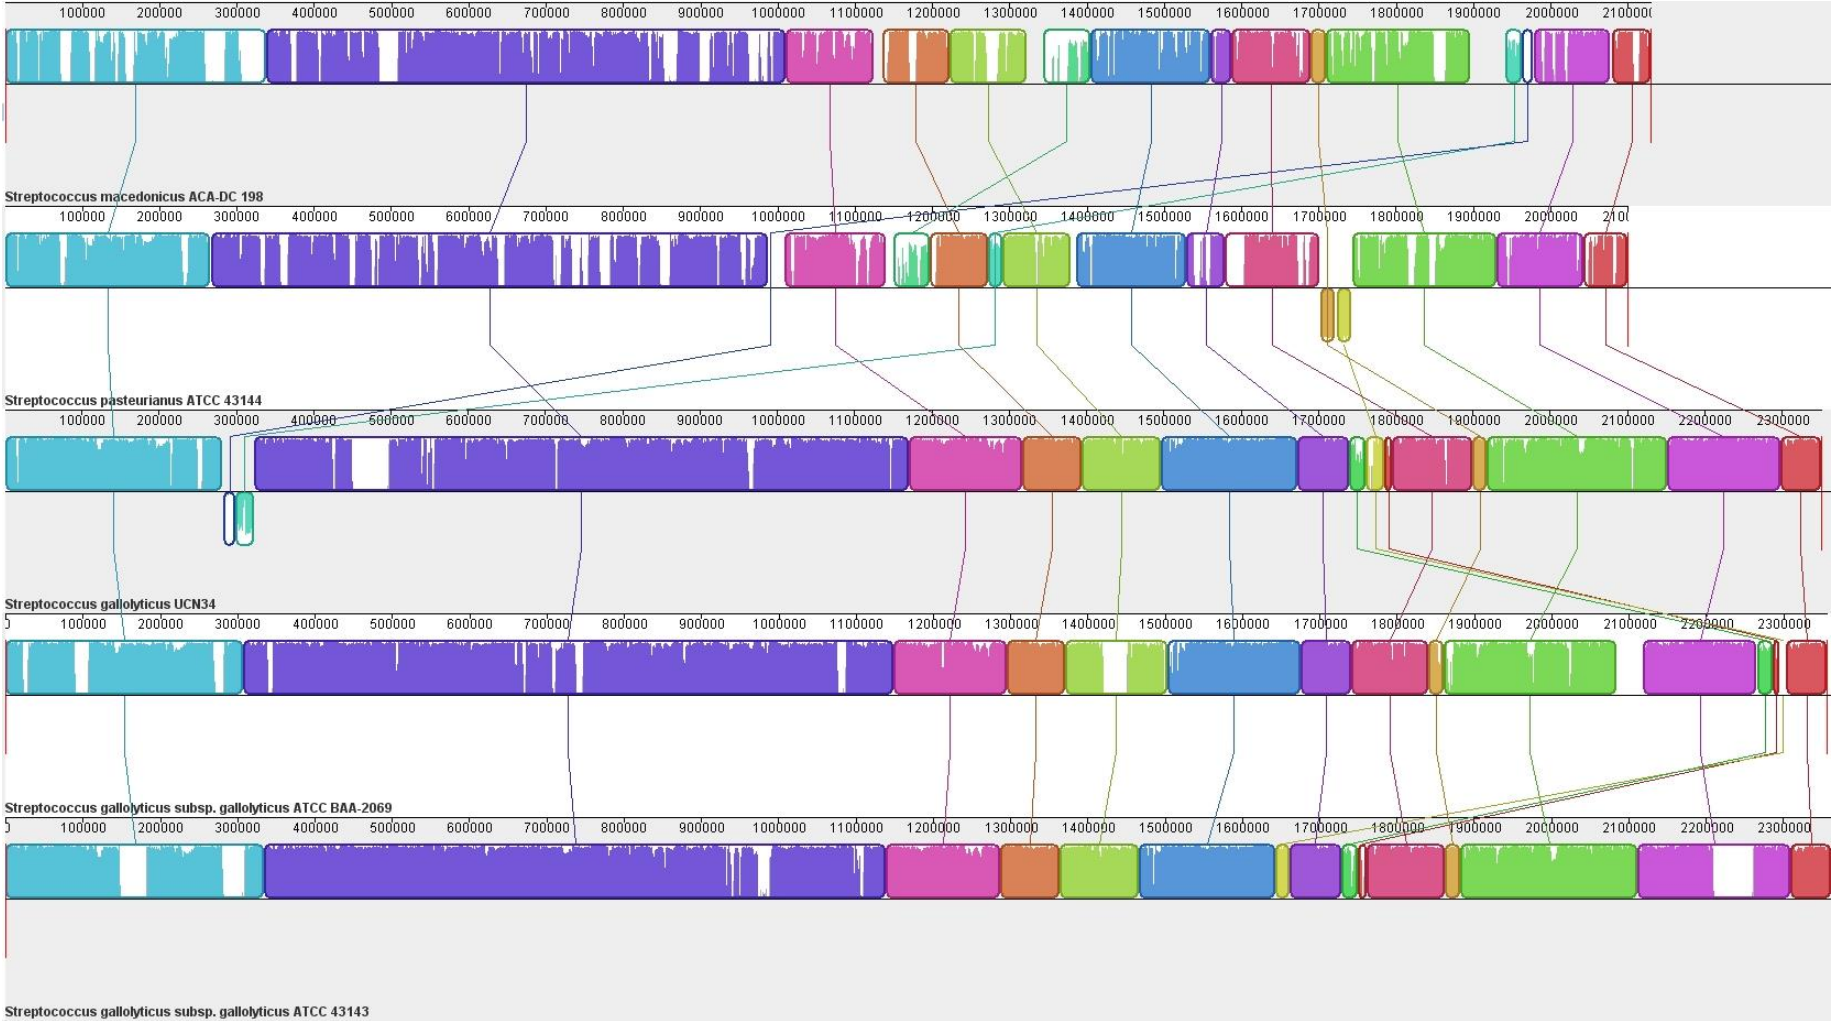 100000 200000 300000 400000 500000 600000 700000 800000 900000 1000000 1100000 1200000 1300000 1400000 1500000 1600000 1700000 1800000 1900000 2000000
Streptococcus macedonicus ACA-DC 198
100000 200000 300000 400000 500000 600000 700000 800000 900000 1000000 1100000 1200000 1300000 1400000 1500000 1600000 1700000 1800000 1900000 2000000
Streptococcus pasteurianus ATCC 43144
100000 200000 300000 400000 500000 600000 700000 800000 900000 1000000 1100000 1200000 1300000 1400000 1500000 1600000 1700000 1800000 1900000 2000000 2100000 2200000 2300000
Streptococcus gallolyticus UCN34
100000 200000 300000 400000 500000 600000 700000 800000 900000 1000000 1100000 1200000 1300000 1400000 1500000 1600000 1700000 1800000 1900000 2000000 2100000 2200000 2300000
Streptococcus gallolyticus subsp. gallolyticus ATCC BAA-2069
100000 200000 300000 400000 500000 600000 700000 800000 900000 1000000 1100000 1200000 1300000 1400000 1500000 1600000 1700000 1800000 1900000 2000000 2100000 2200000 2300000
Streptococcus gallolyticus subsp. gallolyticus ATCC 43143